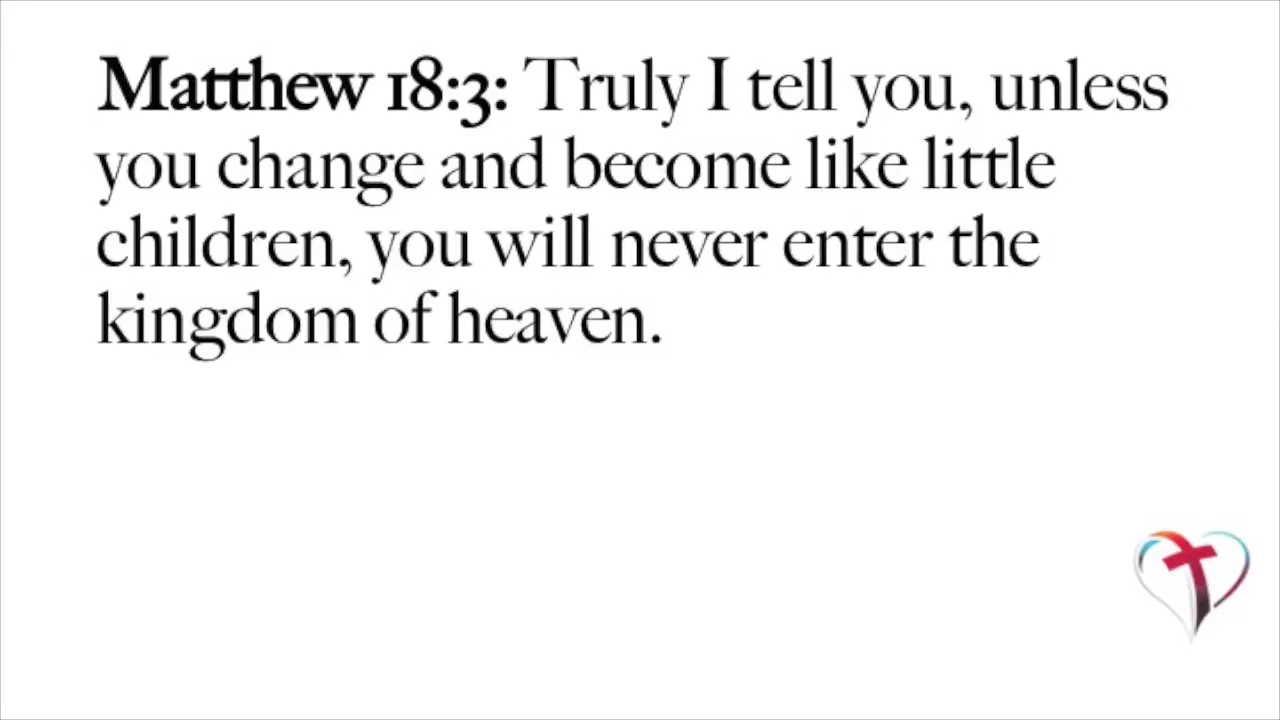 Matthew 18:3: Truly I tell you, unless
you change and become like little
children, you will never enter the
kingdom of heaven.